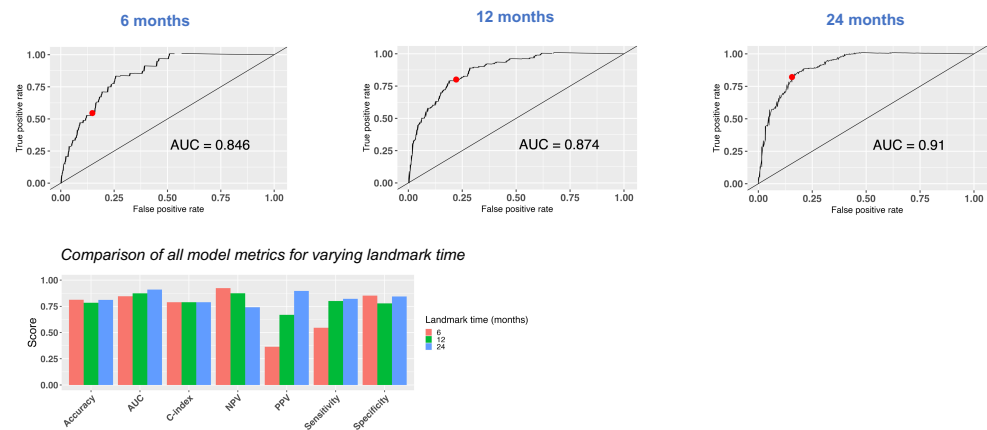 6 months
12 months
24 months
1.00
0.75
0.50
0.25
0.00
True positive rate
AUC = 0.846
0.00 0.25 0.50 0.75 1.00
False positive rate
1.00
0.75
0.50
0.25
0.00
True positive rate
AUC = 0.874
0.00 0.25 0.50 0.75 1.00
False positive rate
1.00
0.75
0.50
0.25
0.00
True positive rate
AUC = 0.91
0.00 0.25 0.50 0.75 1.00
False positive rate
Comparison of all model metrics for varying landmark time
1.00
0.75
0.50
0.25
0.00
Score
Accuracy
AUC
C-index
NPV
PPV
Sensitivity
Specificity
Landmark time (months)
6
12
24